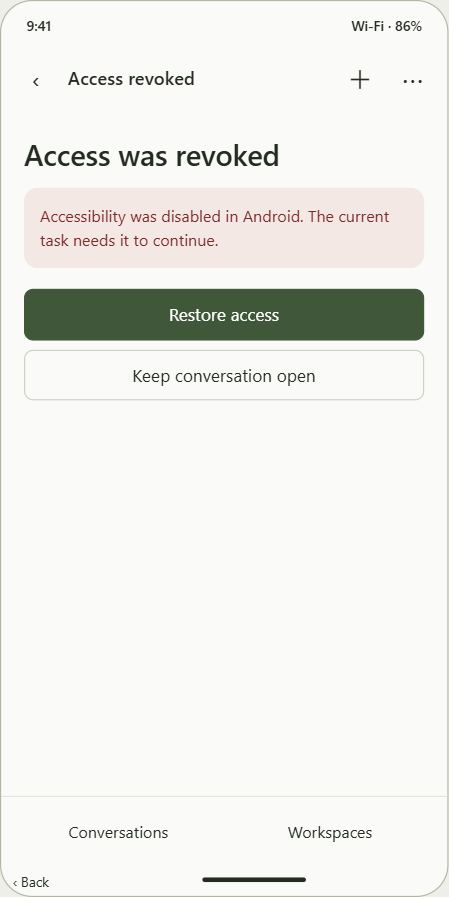 9:41
Wi-Fi · 86%
‹ Access revoked + ...
Access was revoked
Accessibility was disabled in Android. The current
task needs it to continue.
Restore access
Keep conversation open
Conversations
Workspaces
‹ Back